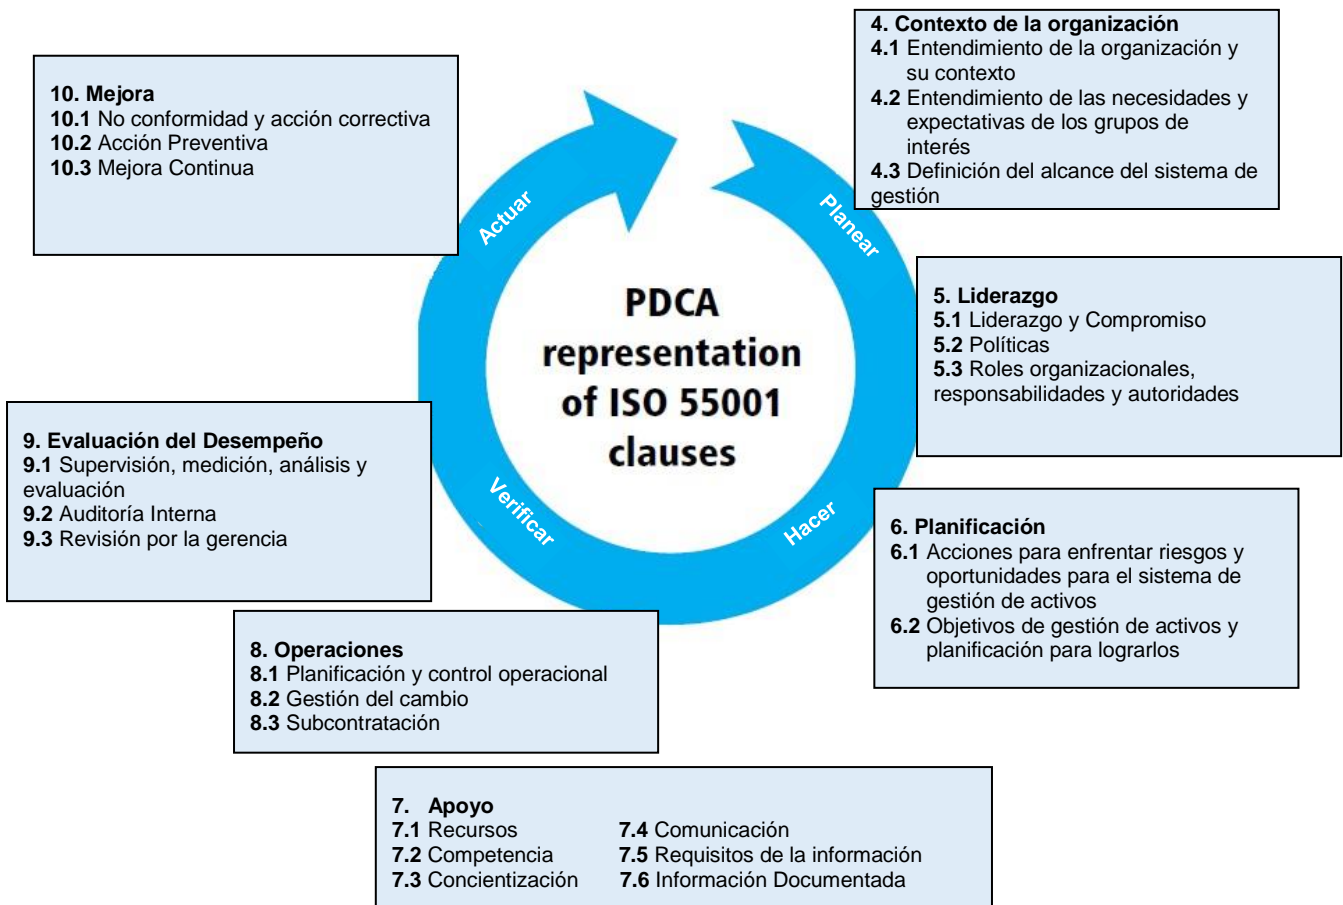 4. Contexto de la organización
4.1 Entendimiento de la organización y
su contexto
4.2 Entendimiento de las necesidades y
expectativas de los grupos de
interés
4.3 Definición del alcance del sistema de
gestión
10. Mejora
10.1 No conformidad y acción correctiva
10.2 Acción Preventiva
10.3 Mejora Continua
Actuar
Planear
PDCA
representation
of ISO 55001
clauses
5. Liderazgo
5.1 Liderazgo y Compromiso
5.2 Políticas
5.3 Roles organizacionales,
responsabilidades y autoridades
9. Evaluación del Desempeño
9.1 Supervisión, medición, análisis y
evaluación
9.2 Auditoría Interna
9.3 Revisión por la gerencia
Verificar
Hacer
6. Planificación
6.1 Acciones para enfrentar riesgos y
oportunidades para el sistema de
gestión de activos
6.2 Objetivos de gestión de activos y
planificación para lograrlos
8. Operaciones
8.1 Planificación y control operacional
8.2 Gestión del cambio
8.3 Subcontratación
7. Apoyo
7.1 Recursos 7.4 Comunicación
7.2 Competencia 7.5 Requisitos de la información
7.3 Concientización 7.6 Información Documentada